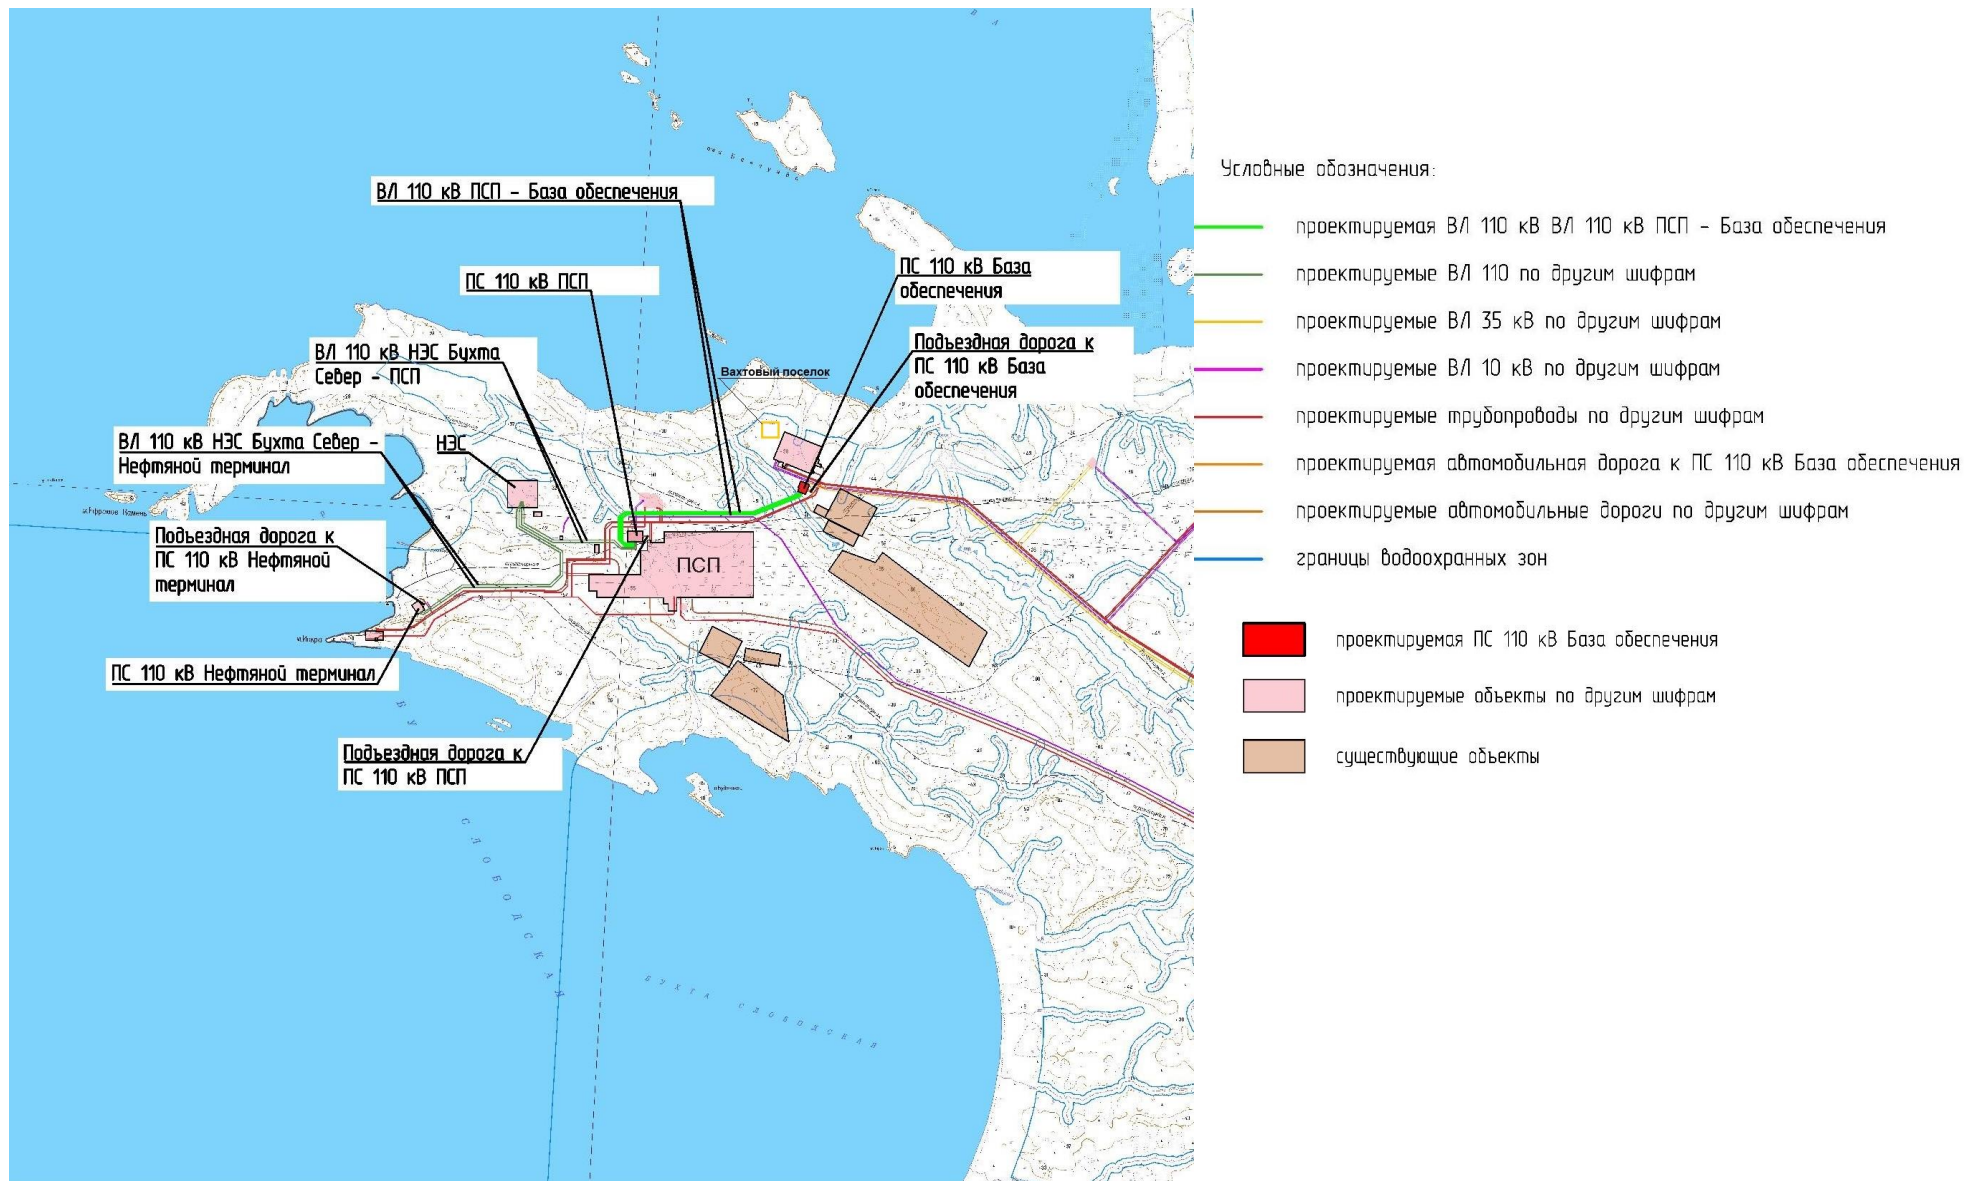 ВЛ 110 кВ ПСП - База обеспечения
ПС 110 кВ ПСП
ПС 110 кВ База
обеспечения
ВЛ 110 кВ НЭС Бухта
Север - ПСП
Подъездная дорога к
ПС 110 кВ База
обеспечения
Вахтовый поселок
ВЛ 110 кВ НЭС Бухта Север -
Нефтяной терминал
НЭС
Подъездная дорога к
ПС 110 кВ Нефтяной
терминал
ПСП
ПС 110 кВ Нефтяной терминал
Подъездная дорога к
ПС 110 кВ ПСП
СЛОБОДСКАЯ
БУХТА СЛОБОДСКАЯ
Условные обозначения:
проектируемая ВЛ 110 кВ ВЛ 110 кВ ПСП - База обеспечения
проектируемые ВЛ 110 по другим шифрам
проектируемые ВЛ 35 кВ по другим шифрам
проектируемые ВЛ 10 кВ по другим шифрам
проектируемые трубопроводы по другим шифрам
проектируемая автомобильная дорога к ПС 110 кВ База обеспечения
проектируемые автомобильные дороги по другим шифрам
границы водоохранных зон
проектируемая ПС 110 кВ База обеспечения
проектируемые объекты по другим шифрам
существующие объекты